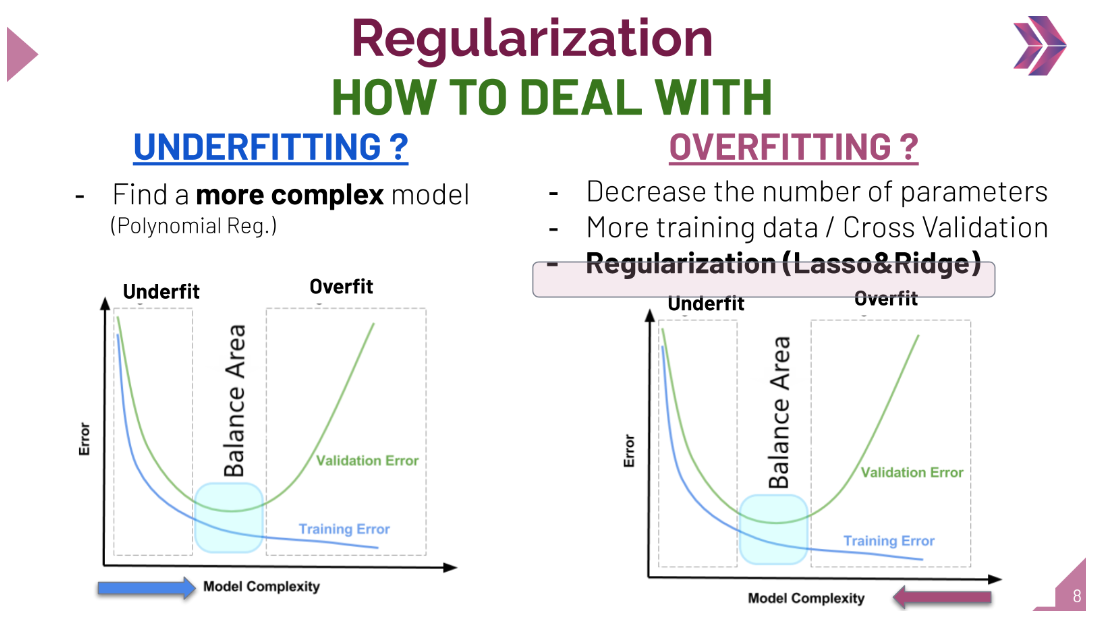 Regularization
HOW TO DEAL WITH
UNDERFITTING ?
- Find a more complex model
(Polynomial Reg.)
OVERFITTING ?
- Decrease the number of parameters
- More training data / Cross Validation
- Regularization (Lasso&Ridge)
Underfit
Overfit
Balance Area
Error
Validation Error
Training Error
Model Complexity
Underfit
Overfit
Balance Area
Error
Validation Error
Training Error
Model Complexity
8